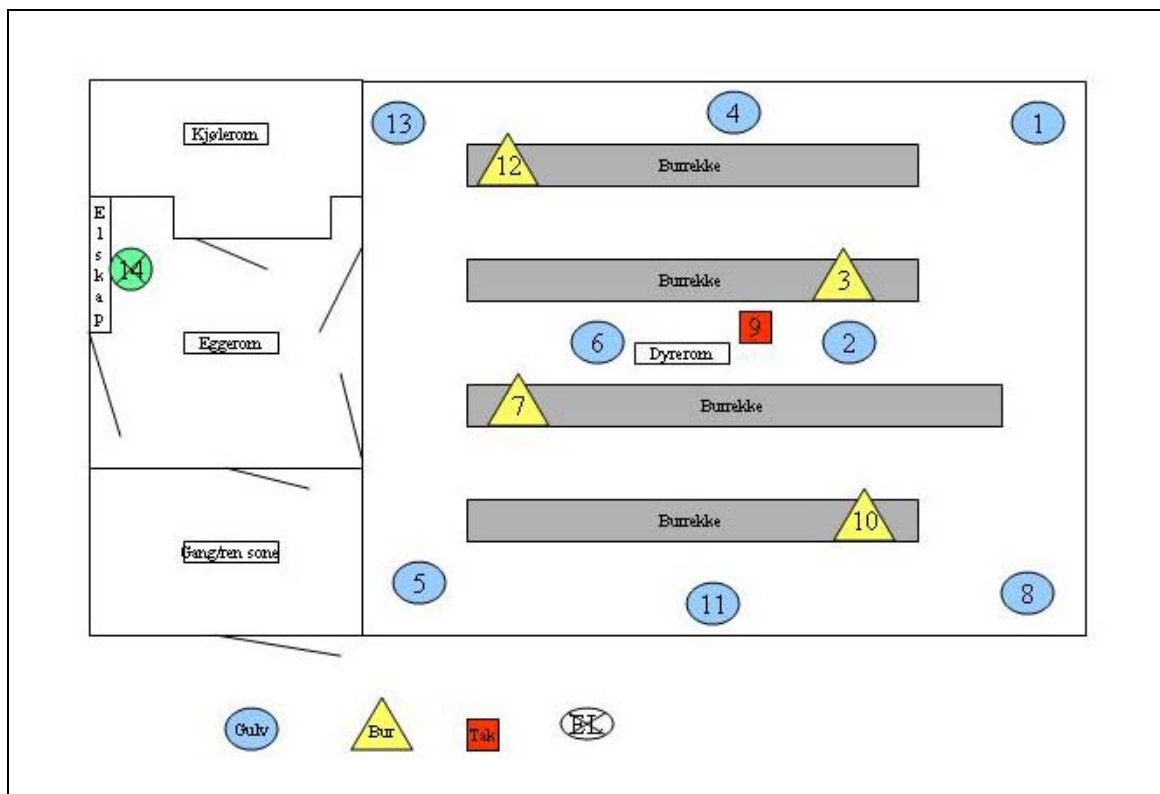 Kjølerom
13
4
1
12
Burrekke
Elskap
14
Burrekke
3
Eggerom
6
Dyrerom
9
2
7
Burrekke
Gang/ren sone
Burrekke
10
5
11
8
Gulv
Bur
Tak
EL